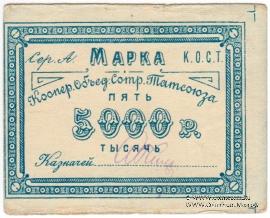 Сер. А. МАРКА К.О.С.Т.
Коопер. Объед. Сотр. Татсоюза
ПЯТЬ
5000 Р.
ТЫСЯЧЬ
Казначей